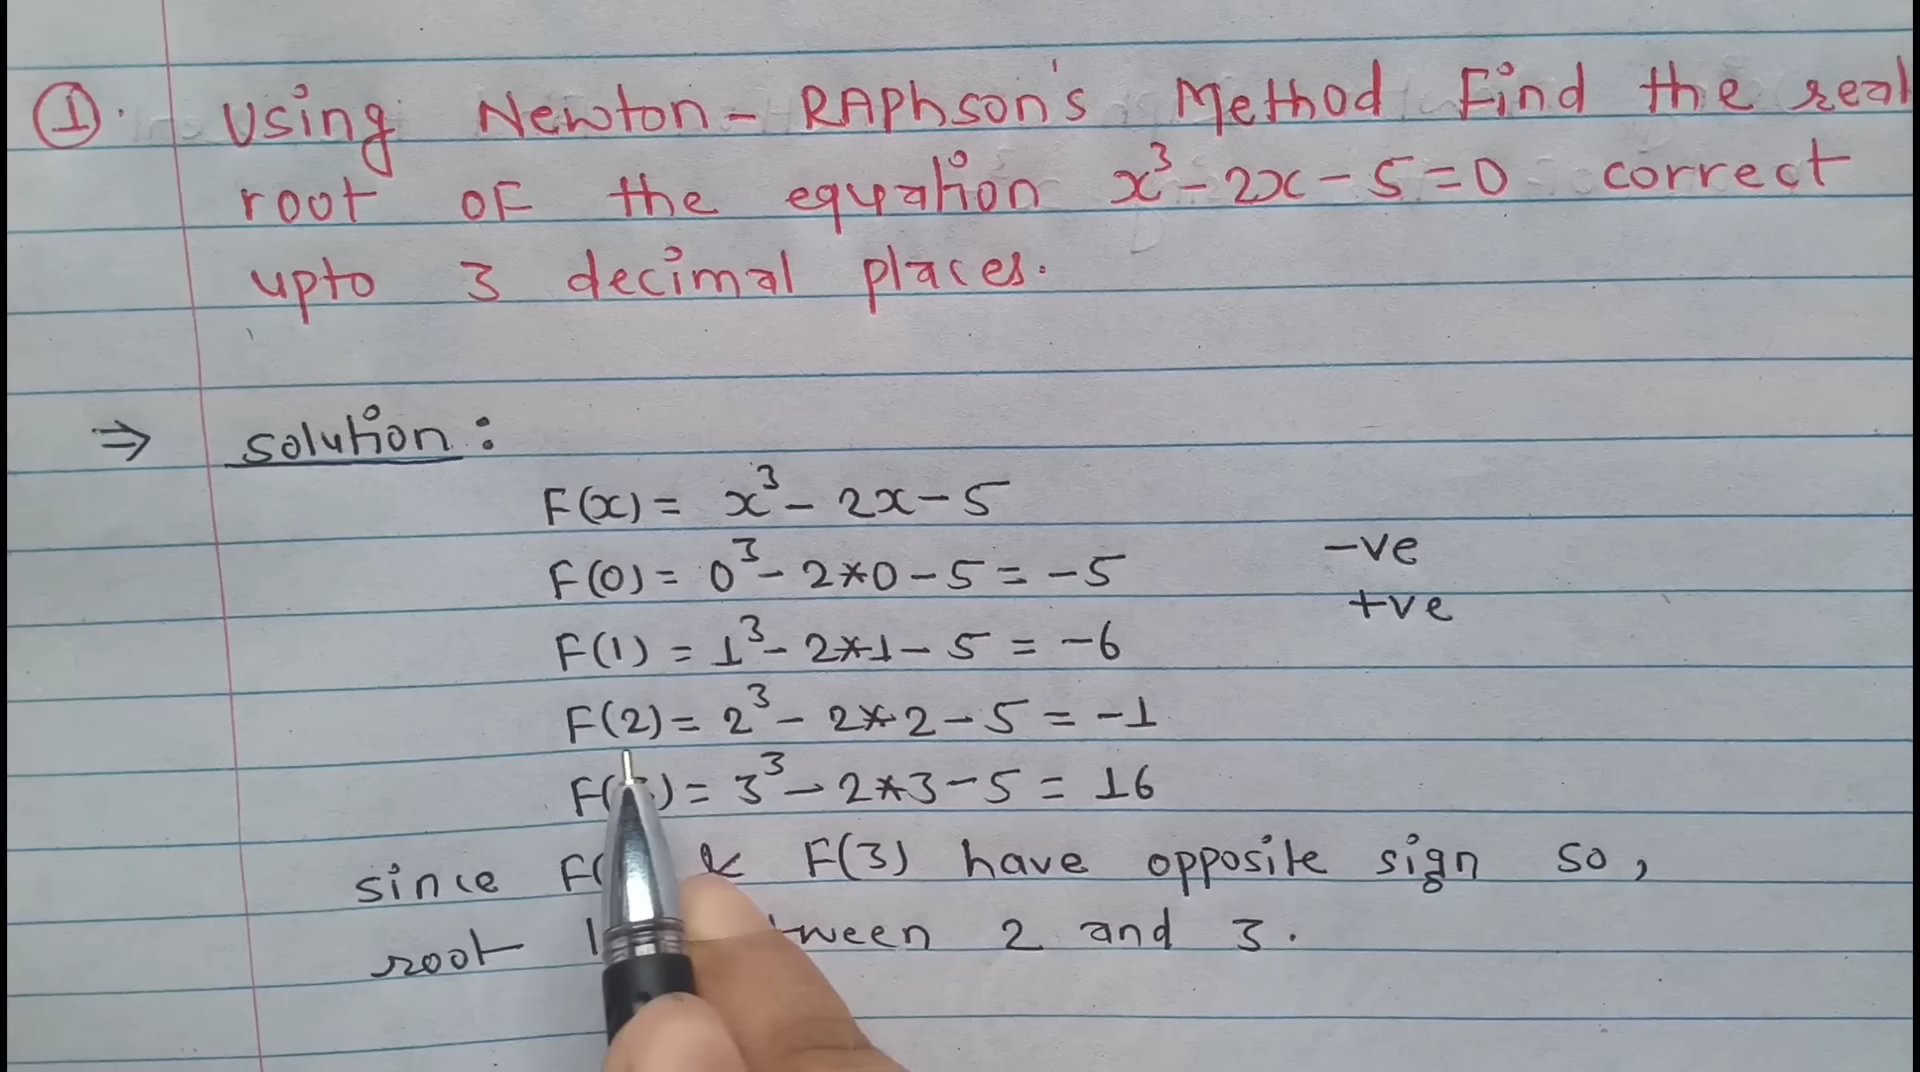 ① . Using Newton - RAPhson's Method Find the real
root OF the equation x³ - 2x - 5 = 0 correct
upto 3 decimal places.
⇒ solution :
F(x) = x³ - 2x - 5
F(0) = 0³ - 2*0 - 5 = -5
-ve
+ve
F(1) = 1³ - 2*1 - 5 = -6
F(2) = 2³ - 2*2 - 5 = -1
F( ) = 3³ - 2*3 - 5 = 16
since F( & F(3) have opposite sign so,
root 2 and 3.